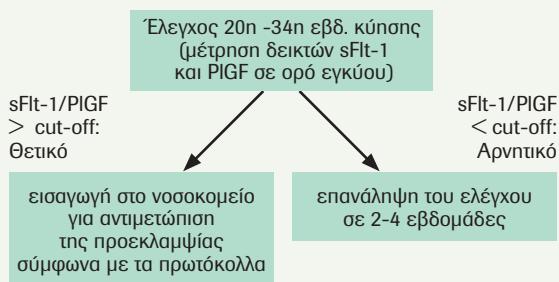 Έλεγχος 20η -34η εβδ. κύησης
(μέτρηση δεικτών sFlt-1
και PlGF σε ορό εγκύου)
sFlt-1/PlGF
> cut-off:
Θετικό
sFlt-1/PlGF
< cut-off:
Αρνητικό
εισαγωγή στο νοσοκομείο
για αντιμετώπιση
της προεκλαμψίας
σύμφωνα με τα πρωτόκολλα
επανάληψη του ελέγχου
σε 2-4 εβδομάδες